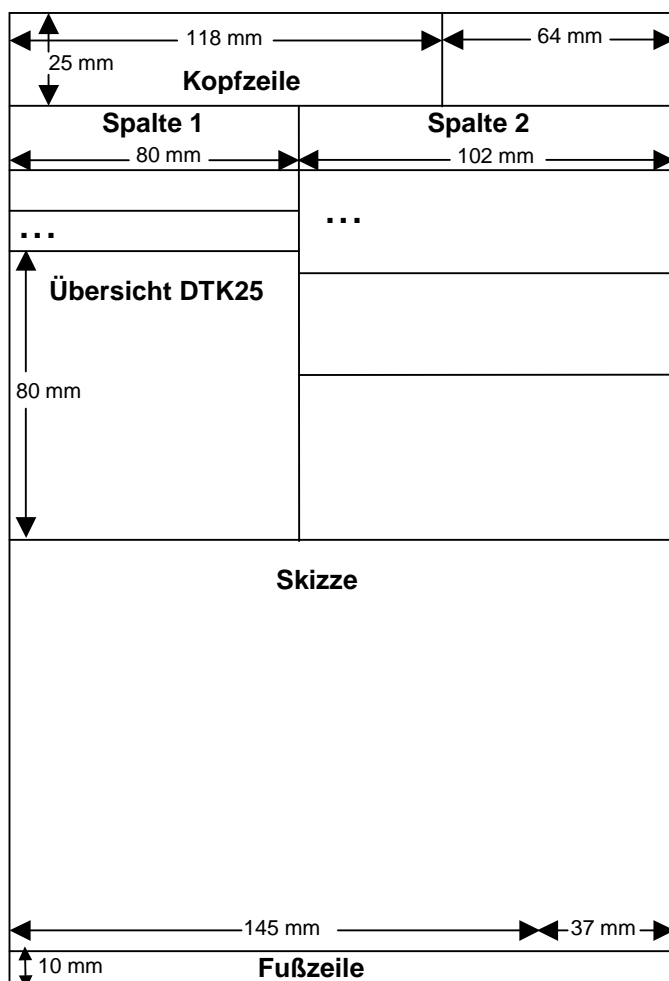 118 mm 64 mm
25 mm
Kopfzeile
Spalte 1 Spalte 2
80 mm 102 mm
...
...
Übersicht DTK25
80 mm
Skizze
145 mm 37 mm
10 mm Fußzeile